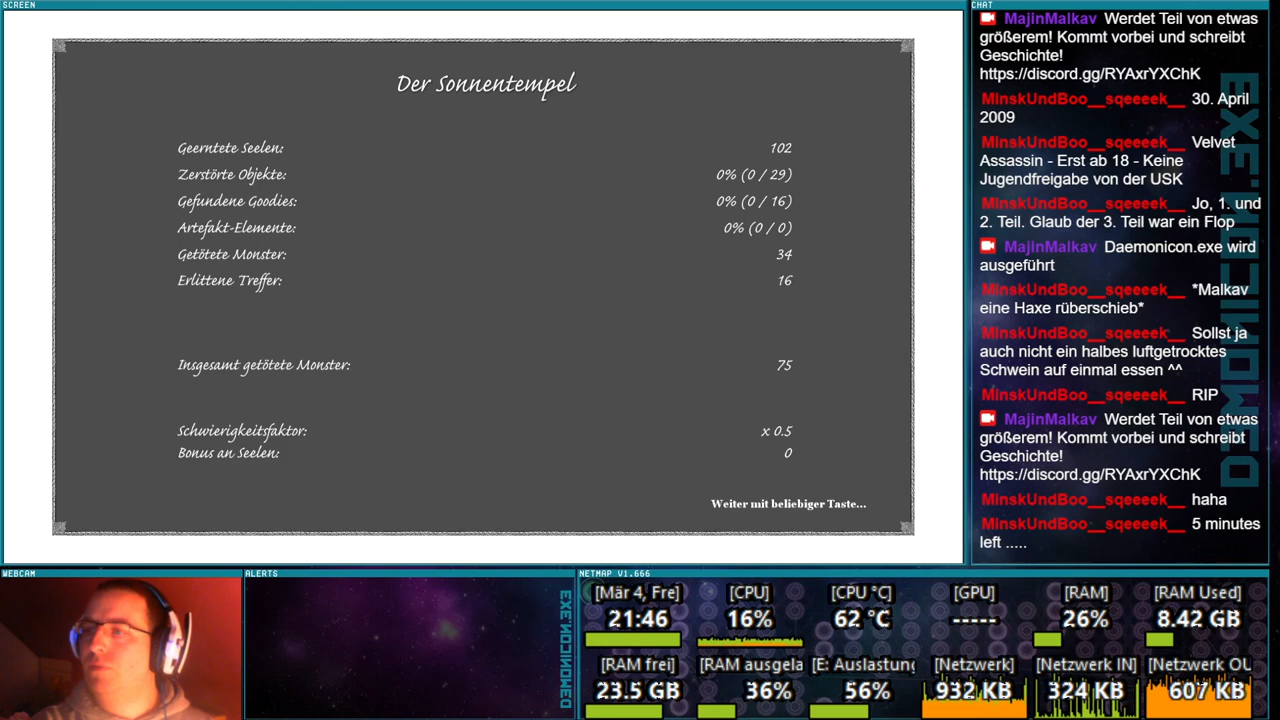 SCREEN
Der Sonnentempel
Geerntete Seelen: 102
Zerstörte Objekte: 0% (0 / 29)
Gefundene Goodies: 0% (0 / 16)
Artefakt-Elemente: 0% (0 / 0)
Getötete Monster: 34
Erlittene Treffer: 16
Insgesamt getötete Monster: 75
Schwierigkeitsfaktor: x 0.5
Bonus an Seelen: 0
Weiter mit beliebiger Taste...
CHAT
MajinMalkav Werdet Teil von etwas
größerem! Kommt vorbei und schreibt
Geschichte!
https://discord.gg/RYAxrYXChK
MinskUndBoo__sqeeeek__ 30. April
2009
MinskUndBoo__sqeeeek__ Velvet
Assassin - Erst ab 18 - Keine
Jugendfreigabe von der USK
MinskUndBoo__sqeeeek__ Jo, 1. und
2. Teil. Glaub der 3. Teil war ein Flop
MajinMalkav Daemonicon.exe wird
ausgeführt
MinskUndBoo__sqeeeek__ *Malkav
eine Haxe rüberschieb*
MinskUndBoo__sqeeeek__ Sollst ja
auch nicht ein halbes luftgetrocktes
Schwein auf einmal essen ^^
MinskUndBoo__sqeeeek__ RIP
MajinMalkav Werdet Teil von etwas
größerem! Kommt vorbei und schreibt
Geschichte!
https://discord.gg/RYAxrYXChK
MinskUndBoo__sqeeeek__ haha
MinskUndBoo__sqeeeek__ 5 minutes
left .....
DEMONICON.EXE
WEBCAM
ALERTS
DEMONICON.EXE
NETMAP V1.666
[Mär 4, Fre] [CPU] [CPU °C] [GPU] [RAM] [RAM Used]
21:46 16% 62 °C ----- 26% 8.42 GB
[RAM frei] [RAM ausgela [E: Auslastung [Netzwerk] [Netzwerk IN] [Netzwerk OU
23.5 GB 36% 56% 932 KB 324 KB 607 KB